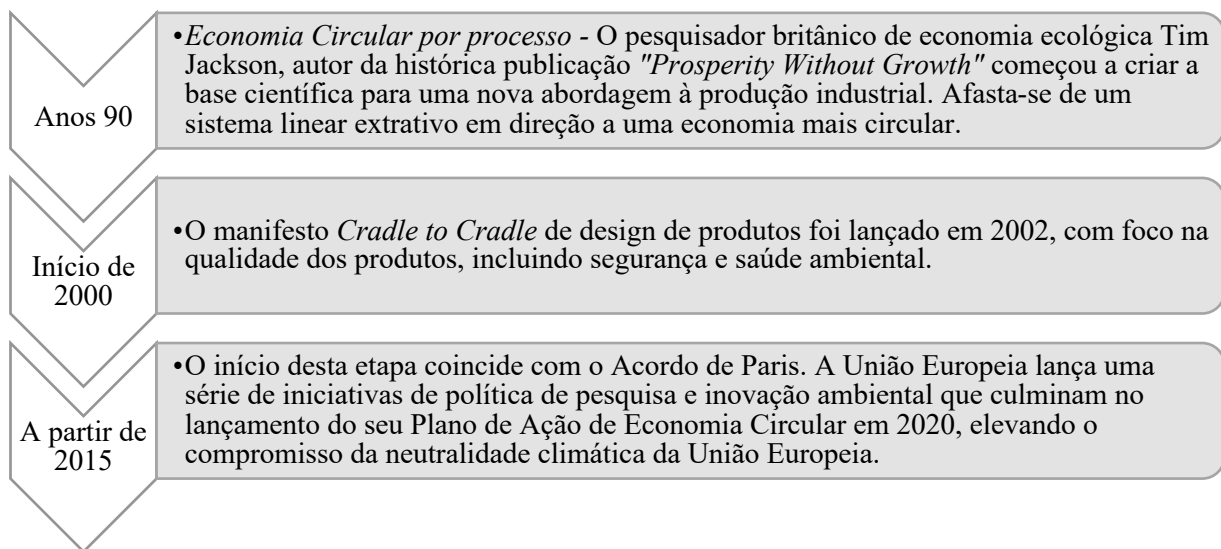 Anos 90
•Economia Circular por processo - O pesquisador britânico de economia ecológica Tim
Jackson, autor da histórica publicação "Prosperity Without Growth" começou a criar a
base científica para uma nova abordagem à produção industrial. Afasta-se de um
sistema linear extrativo em direção a uma economia mais circular.
Início de
2000
•O manifesto Cradle to Cradle de design de produtos foi lançado em 2002, com foco na
qualidade dos produtos, incluindo segurança e saúde ambiental.
A partir de
2015
•O início desta etapa coincide com o Acordo de Paris. A União Europeia lança uma
série de iniciativas de política de pesquisa e inovação ambiental que culminam no
lançamento do seu Plano de Ação de Economia Circular em 2020, elevando o
compromisso da neutralidade climática da União Europeia.